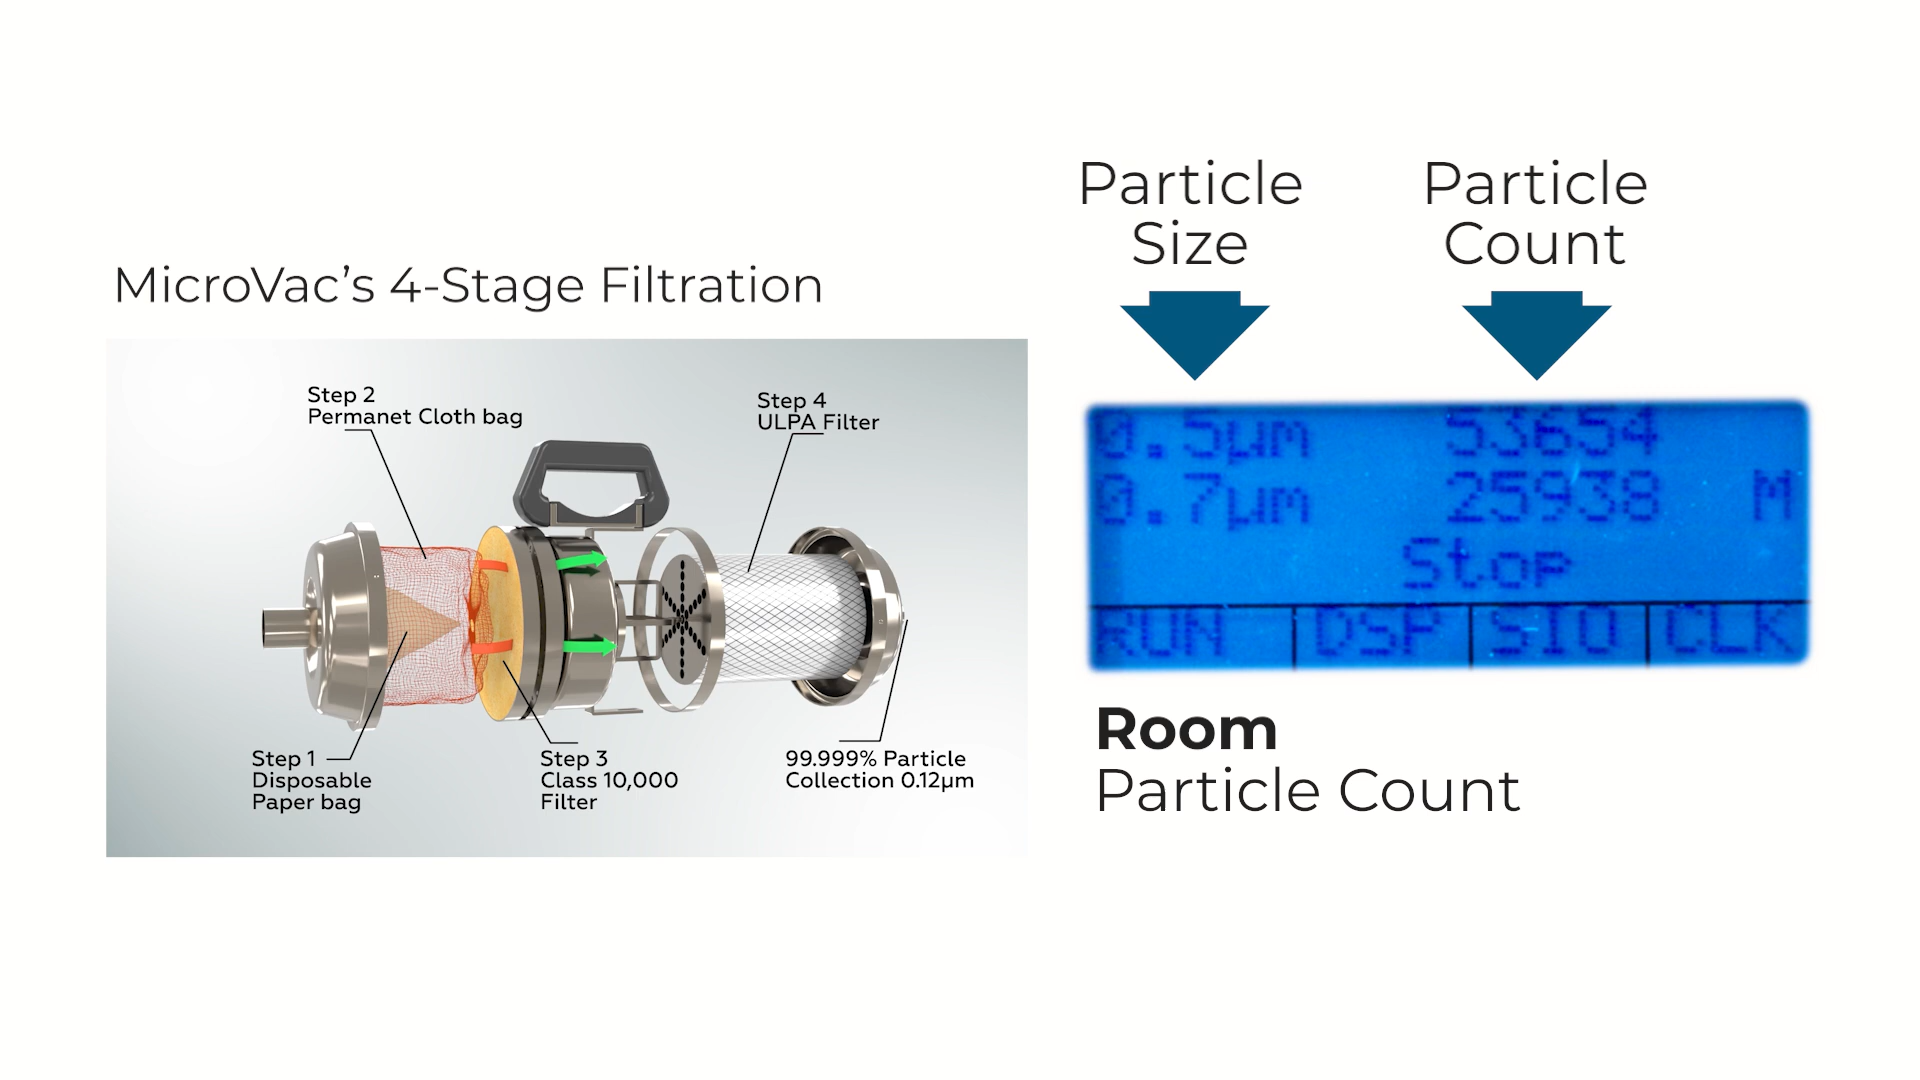 MicroVac's 4-Stage Filtration
Step 2
Permanet Cloth bag
Step 4
ULPA Filter
Step 1
Disposable
Paper bag
Step 3
Class 10,000
Filter
99.999% Particle
Collection 0.12µm
Particle
Size
Particle
Count
0.5µm 53654
0.7µm 25938 M
Stop
RUN DSP SIO CLK
Room
Particle Count